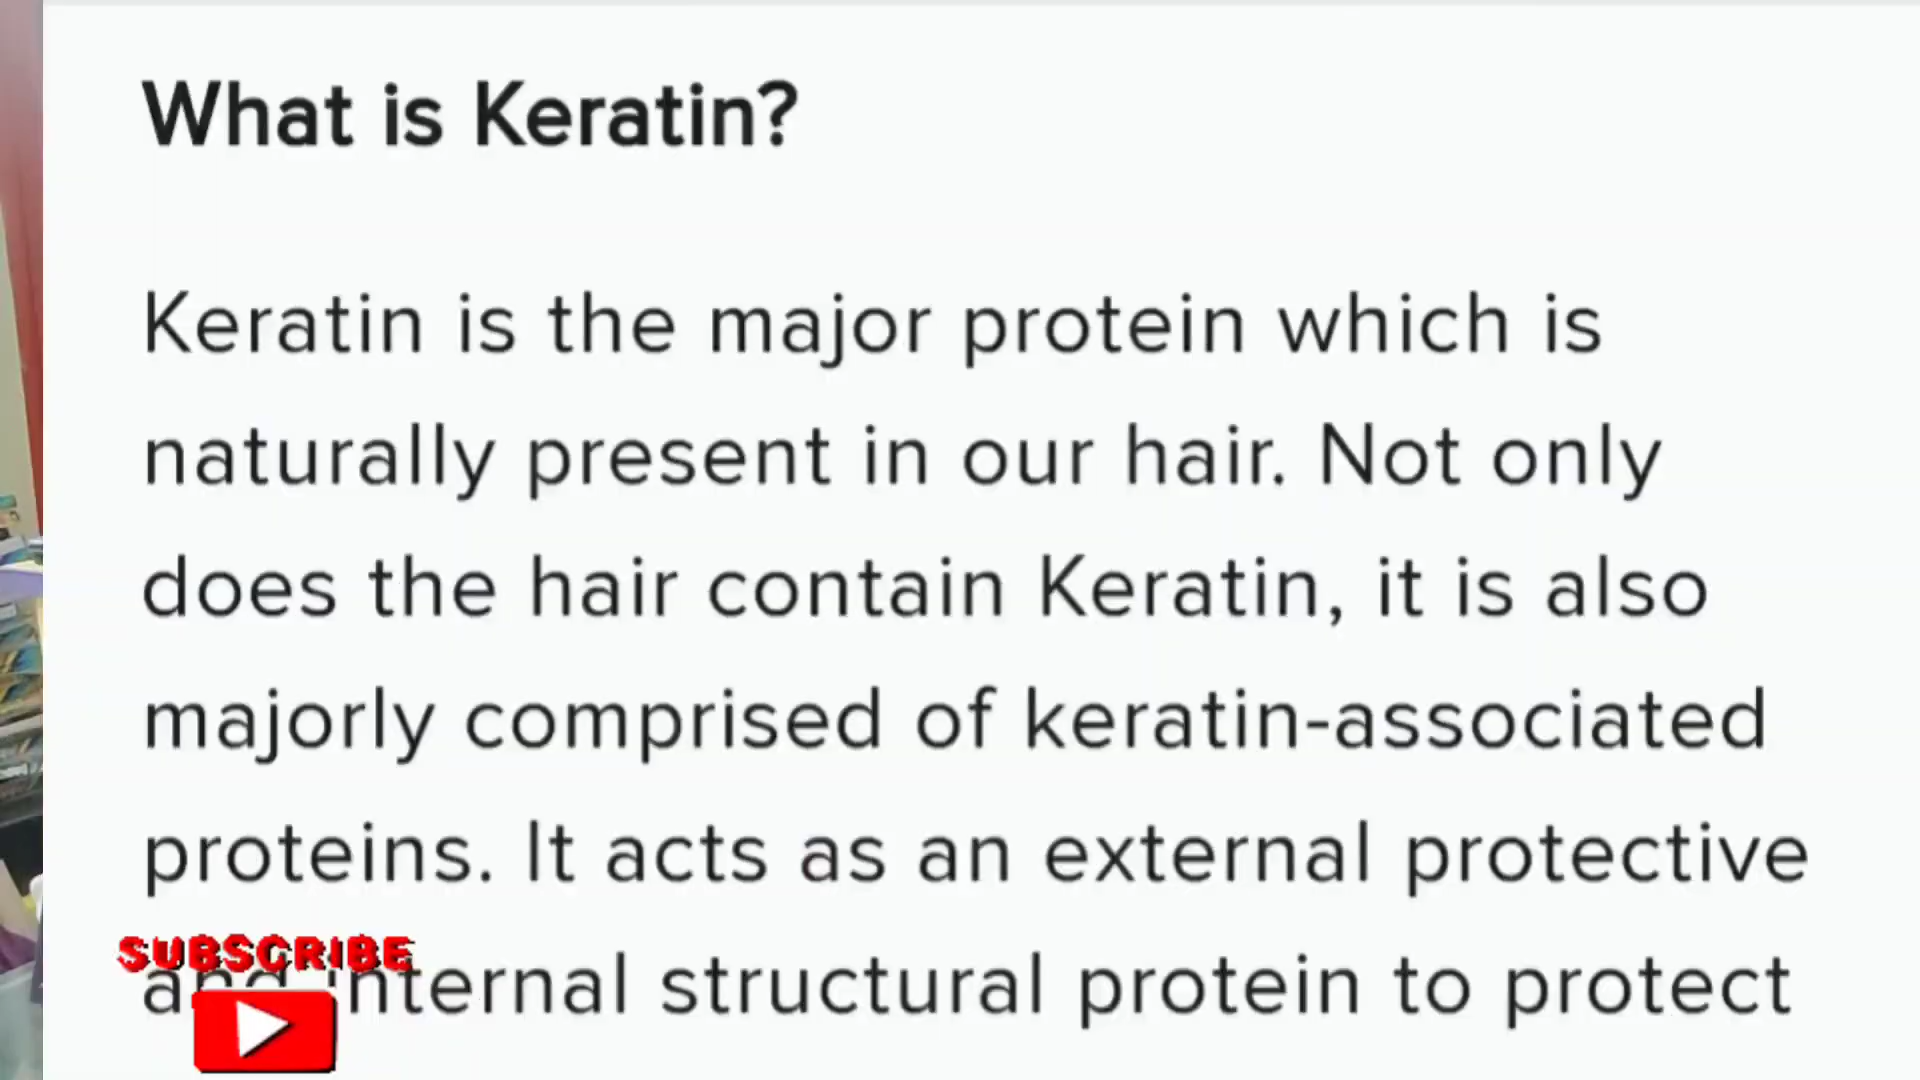 What is Keratin?
Keratin is the major protein which is
naturally present in our hair. Not only
does the hair contain Keratin, it is also
majorly comprised of keratin-associated
proteins. It acts as an external protective
SUBSCRIBE
and internal structural protein to protect